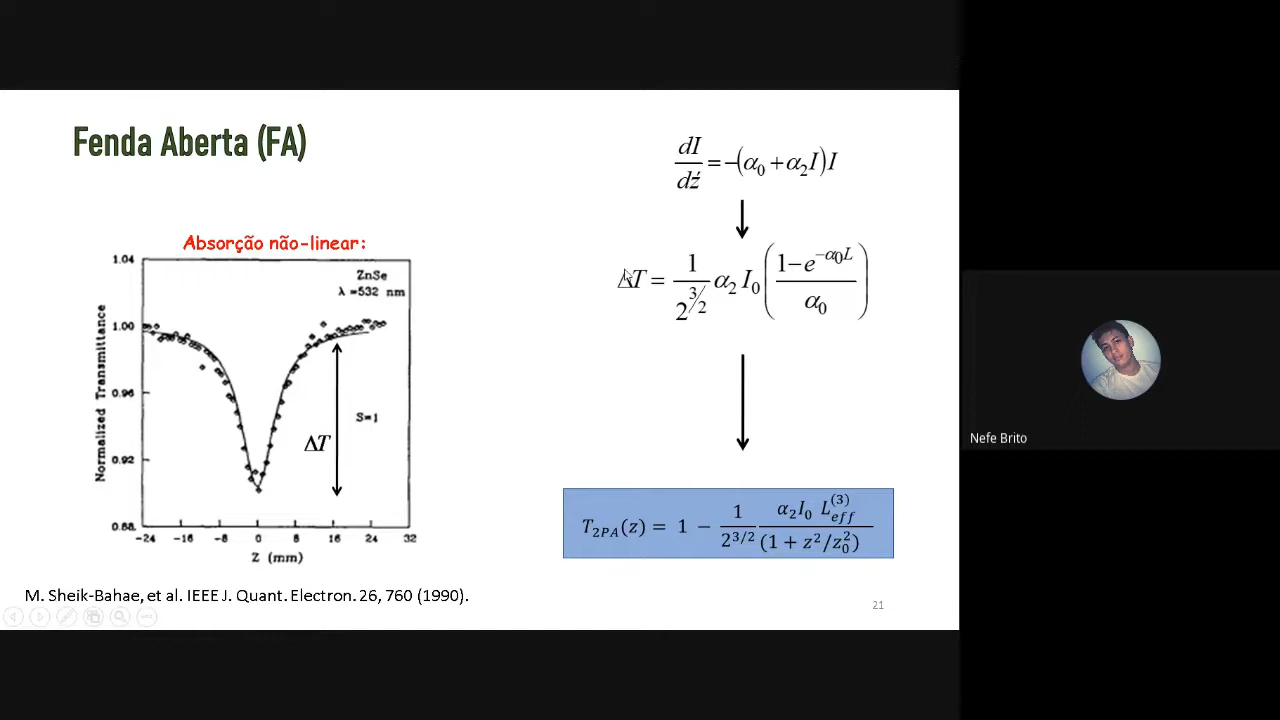 Fenda Aberta (FA)
dI/dź = -(α₀ + α₂I)I
Absorção não-linear:
ΔT = 1/2^{3/2} α₂ I₀ ((1 - e^{-α₀L})/α₀)
1.04
ZnSe
λ =532 nm
1.00
0.96
0.92
0.88
Normalized Transmittance
S=1
ΔT
-24 -16 -8 0 8 16 24 32
Z (mm)
T₂PA(z) = 1 - 1/2^{3/2} α₂I₀ L_{eff}^{(3)}/(1 + z²/z₀²)
M. Sheik-Bahae, et al. IEEE J. Quant. Electron. 26, 760 (1990).
21
Nefe Brito